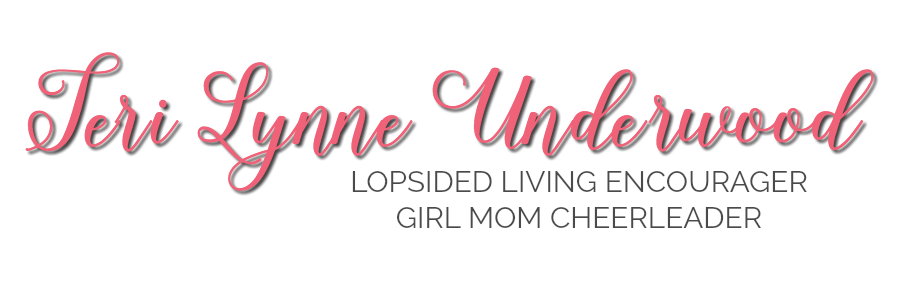 Teri Lynne Underwood
LOPSIDED LIVING ENCOURAGER
GIRL MOM CHEERLEADER